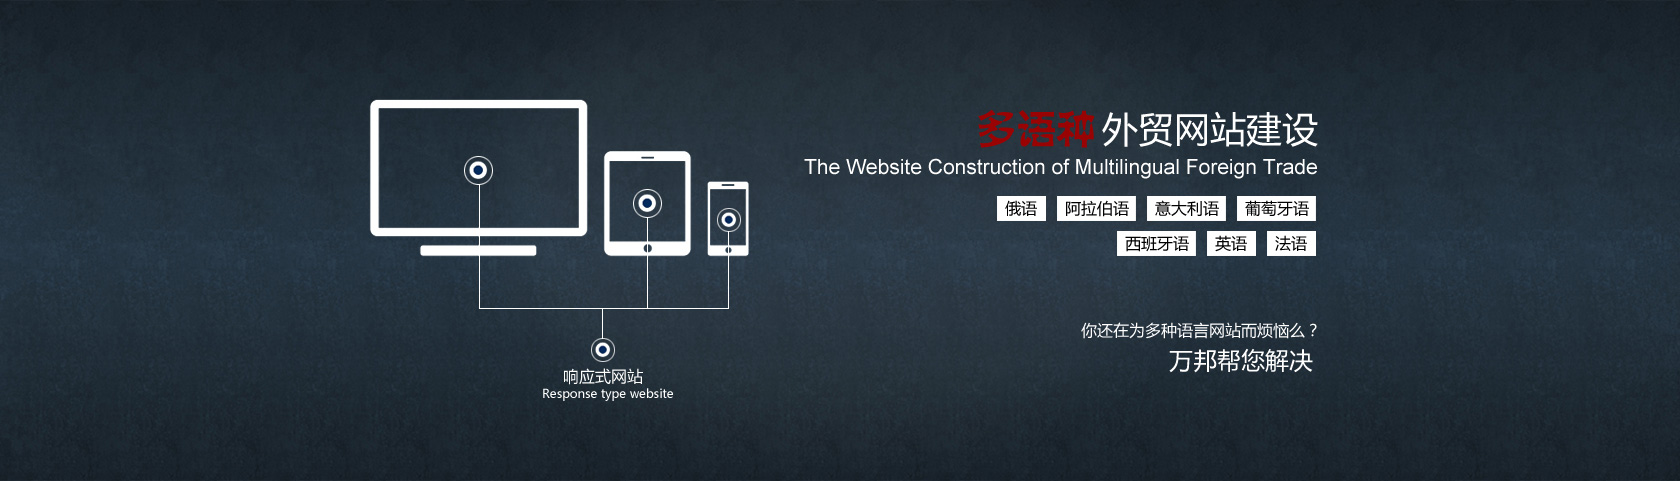 多语种 外贸网站建设
The Website Construction of Multilingual Foreign Trade
俄语 阿拉伯语 意大利语 葡萄牙语
西班牙语 英语 法语
你还在为多种语言网站而烦恼么？
万邦帮您解决
响应式网站
Response type website